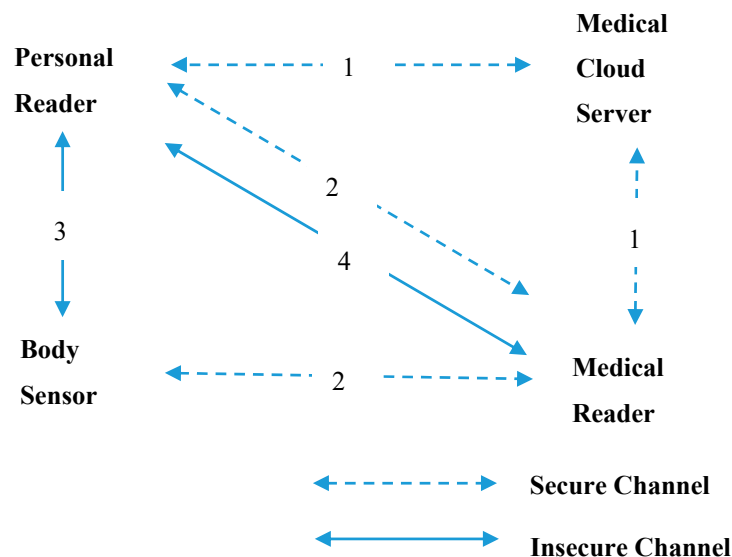 Personal
Reader
1
Medical
Cloud
Server
2
3
4
1
Body
Sensor
2
Medical
Reader
Secure Channel
Insecure Channel